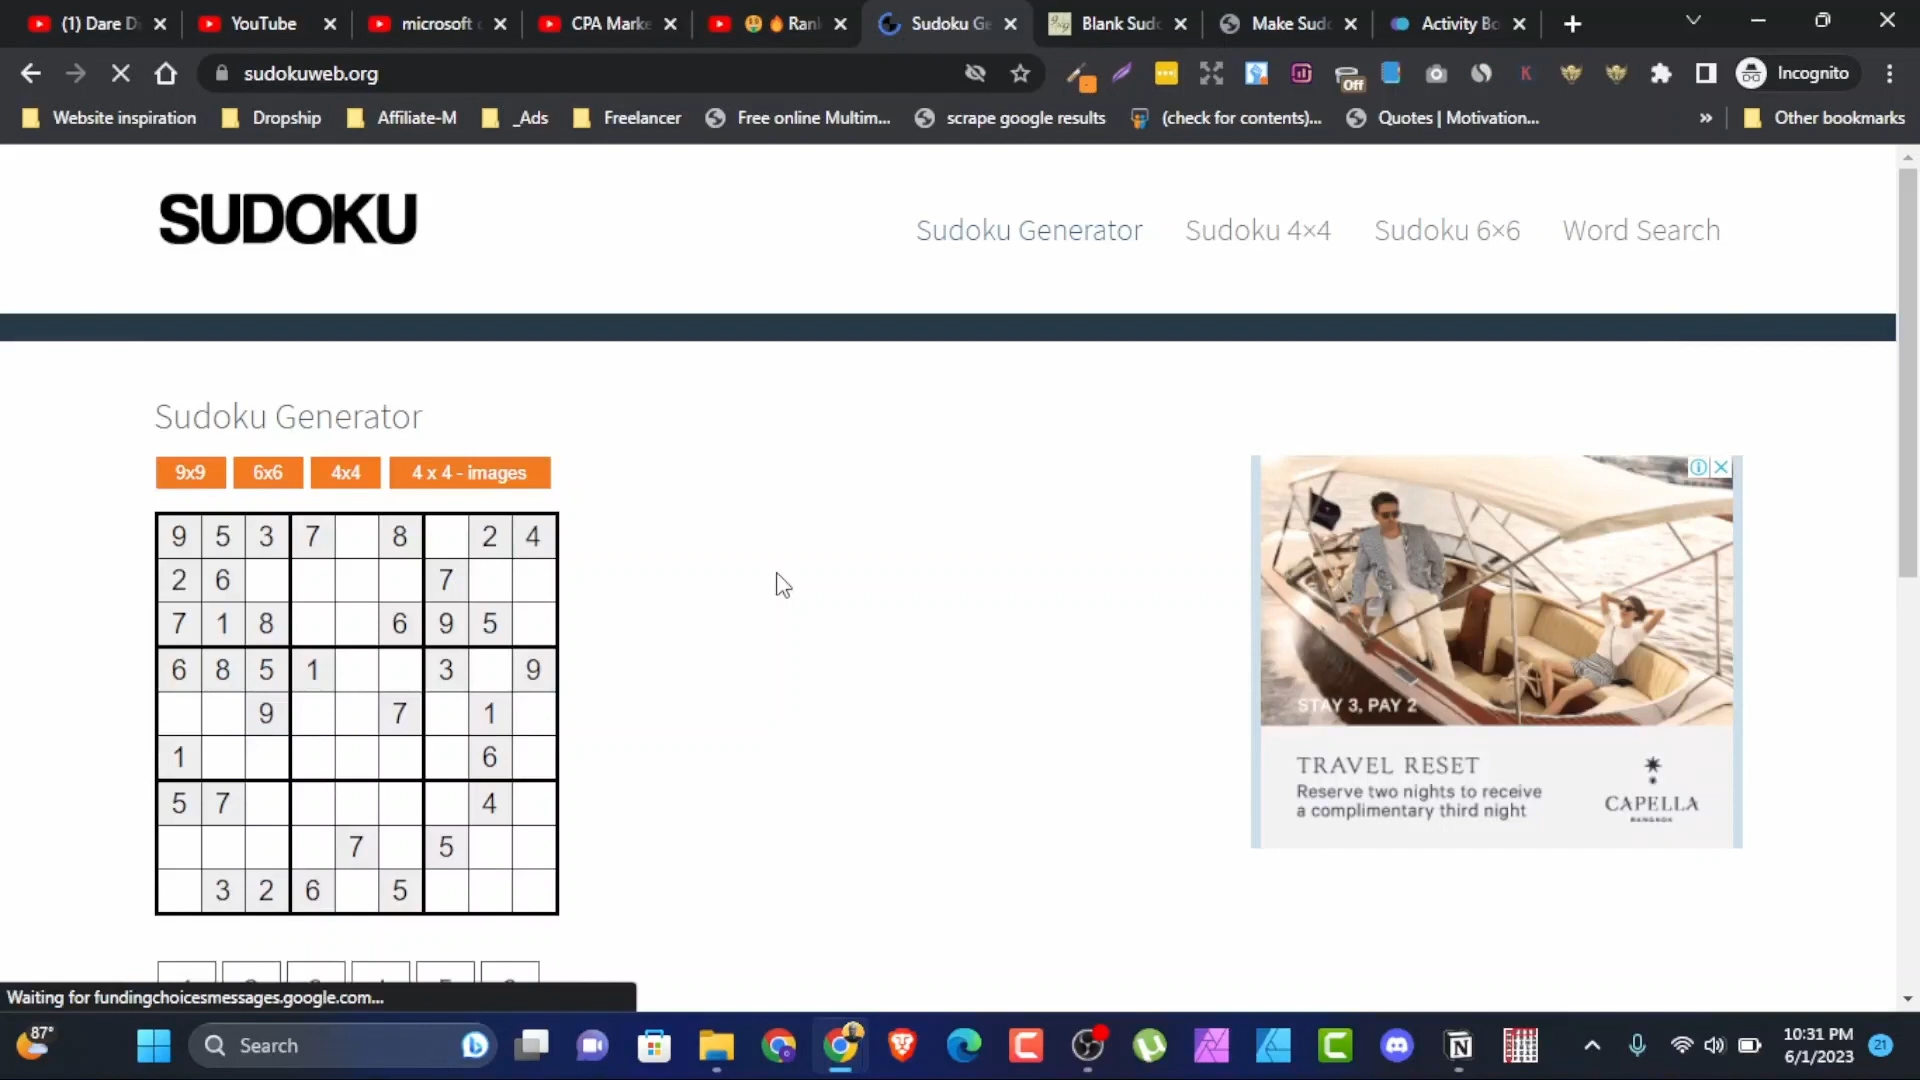 (1) Dare D
YouTube
microsoft
CPA Marke
Ran
Sudoku Ge
Blank Sud
Make Sud
Activity Bo
sudokuweb.org
Off
K
Incognito
Website inspiration
Dropship
Affiliate-M
_Ads
Freelancer
Free online Multim...
scrape google results
(check for contents)...
Quotes | Motivation...
»
Other bookmarks
SUDOKU
Sudoku Generator
Sudoku 4×4
Sudoku 6×6
Word Search
Sudoku Generator
9x9
6x6
4x4
4 x 4 - images
9 5 3 7 8 2 4
2 6 7
7 1 8 6 9 5
6 8 5 1 3 9
9 7 1
1 6
5 7 4
7 5
3 2 6 5
STAY 3, PAY 2
TRAVEL RESET
Reserve two nights to receive
a complimentary third night
CAPELLA
BANGKOK
Waiting for fundingchoicesmessages.google.com...
87°
Search
10:31 PM
6/1/2023
21